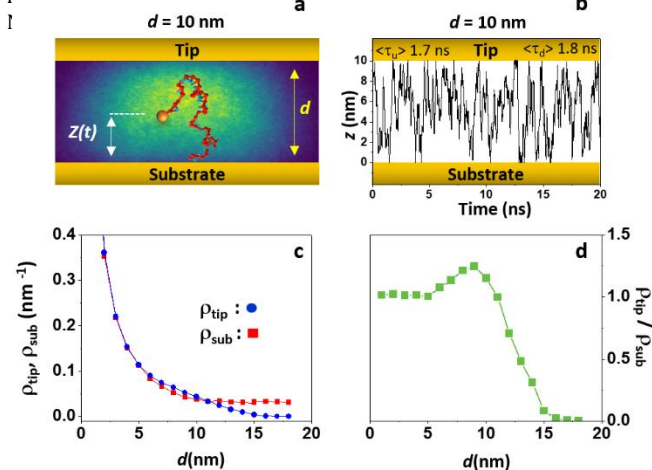 a
d = 10 nm
Tip
Z(t)
d
Substrate
b
d = 10 nm
<τu> 1.7 ns Tip <τd> 1.8 ns
z (nm)
10
8
6
4
2
0
Substrate
0 5 10 15 20
Time (ns)
c
ρtip, ρsub (nm -1)
0.4
0.3
0.2
0.1
0.0
ρtip :
ρsub :
0 5 10 15 20
d(nm)
d
1.5
1.0
0.5
0.0
ρtip / ρsub
0 5 10 15 20
d(nm)